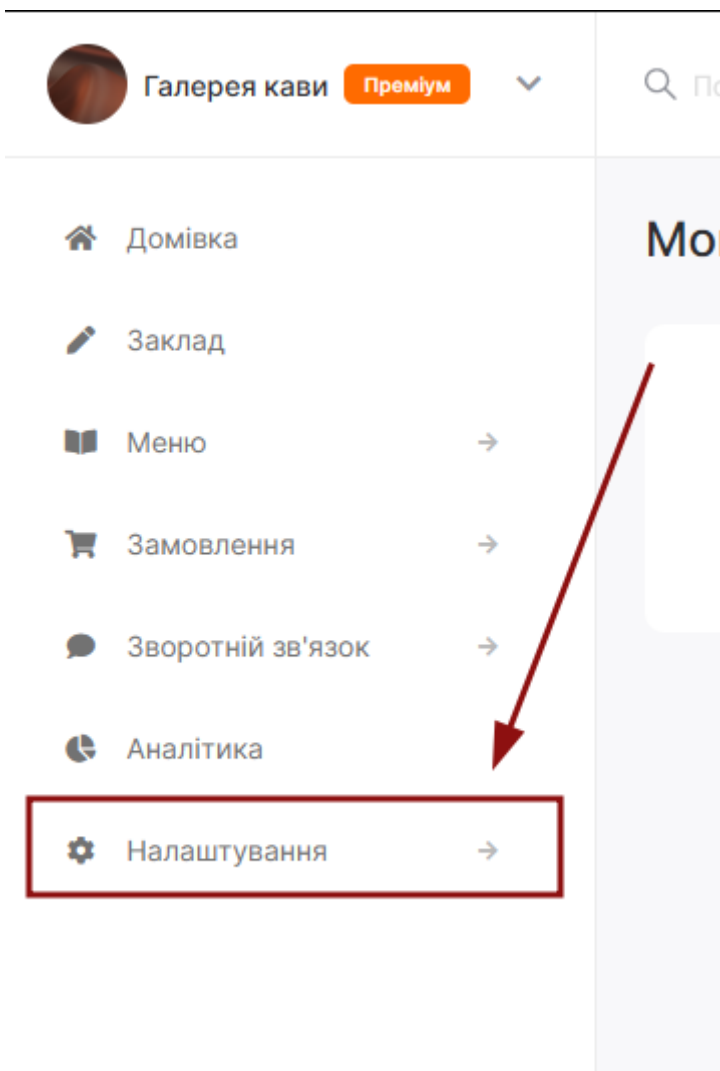 Галерея кави Преміум
Домівка
Заклад
Меню
Замовлення
Зворотній зв'язок
Аналітика
Налаштування